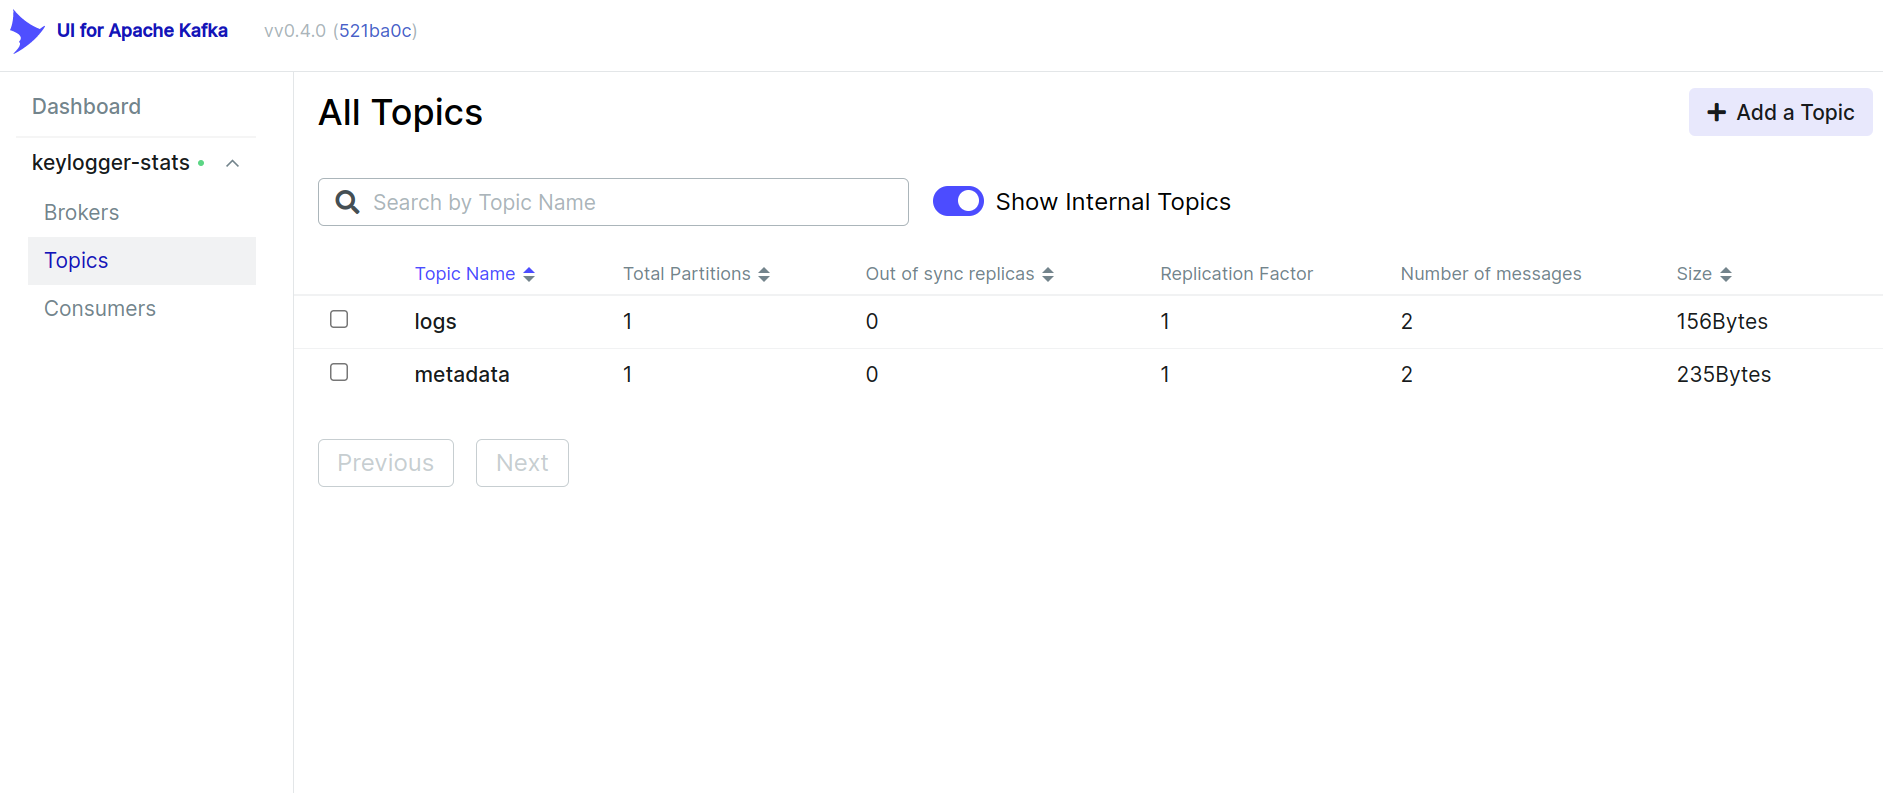 UI for Apache Kafka vv0.4.0 (521ba0c)
Dashboard
keylogger-stats
Brokers
Topics
Consumers
All Topics
Add a Topic
Search by Topic Name
Show Internal Topics
Topic Name Total Partitions Out of sync replicas Replication Factor Number of messages Size
logs 1 0 1 2 156Bytes
metadata 1 0 1 2 235Bytes
Previous Next